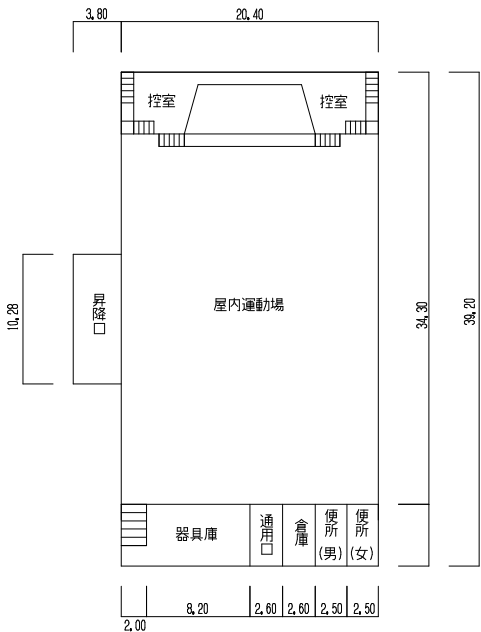 3.80
20.40
控室
控室
10.28
昇降口
屋内運動場
34.30
39.20
器具庫
通用口
倉庫
便所
(男)
便所
(女)
2.00
8.20
2.60
2.60
2.50
2.50